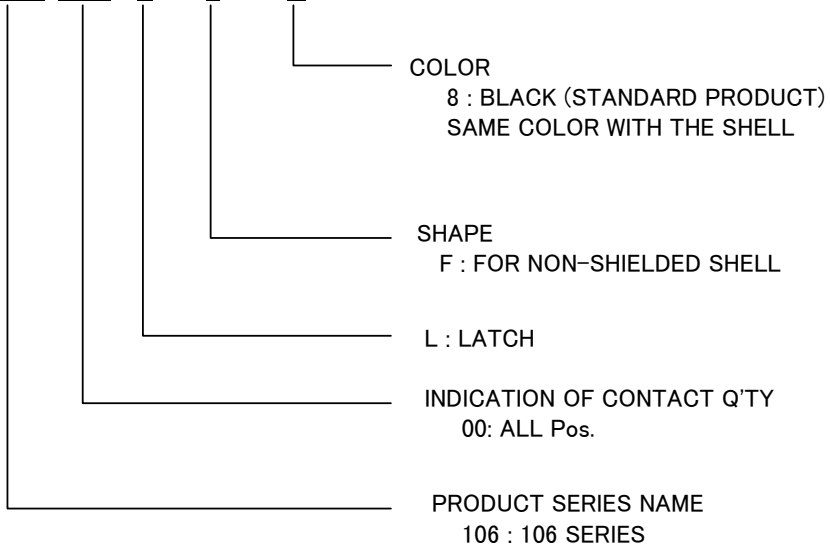 COLOR
8 : BLACK (STANDARD PRODUCT)
SAME COLOR WITH THE SHELL
SHAPE
F : FOR NON-SHIELDED SHELL
L : LATCH
INDICATION OF CONTACT Q'TY
00: ALL Pos.
PRODUCT SERIES NAME
106 : 106 SERIES